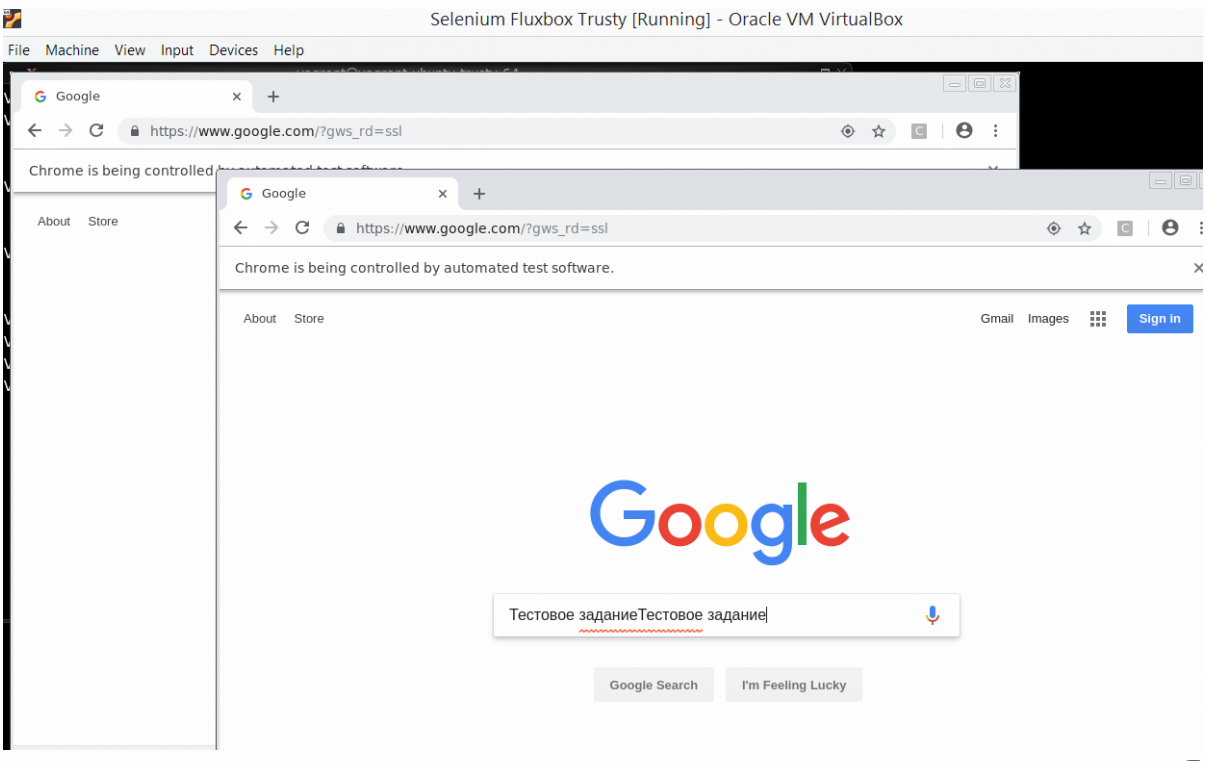 Selenium Fluxbox Trusty [Running] - Oracle VM VirtualBox
File Machine View Input Devices Help
Google
https://www.google.com/?gws_rd=ssl
Chrome is being controlled
About Store
Google
https://www.google.com/?gws_rd=ssl
Chrome is being controlled by automated test software.
About Store
Gmail Images Sign in
Google
Тестовое заданиеТестовое задание
Google Search I'm Feeling Lucky